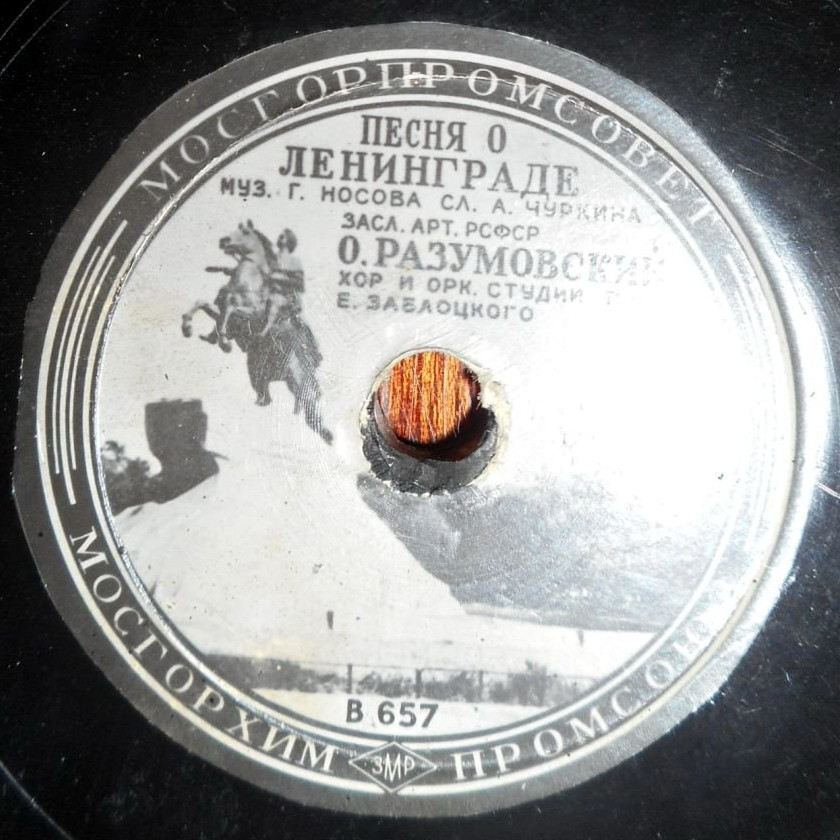 МОСГОРПРОМСОВЕТ
ПЕСНЯ О
ЛЕНИНГРАДЕ
МУЗ. Г. НОСОВА СЛ. А. ЧУРКИНА
ЗАСЛ. АРТ. РСФСР
О. РАЗУМОВСКИЙ
ХОР И ОРК. СТУДИИ
Е. ЗАБЛОЦКОГО
В 657
МОСГОРХИМ ЗМР ПРОМСОЮЗ